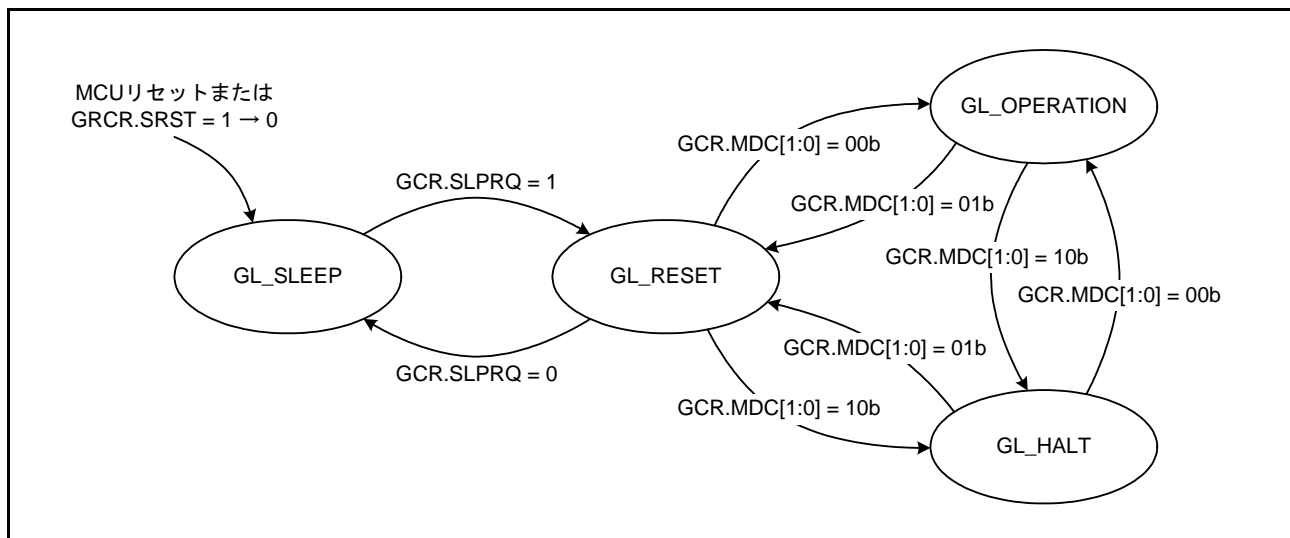 MCUリセットまたは
GRCR.SRST = 1 → 0
GL_SLEEP
GCR.SLPRQ = 1
GCR.SLPRQ = 0
GL_RESET
GCR.MDC[1:0] = 00b
GCR.MDC[1:0] = 01b
GL_OPERATION
GCR.MDC[1:0] = 10b
GCR.MDC[1:0] = 00b
GCR.MDC[1:0] = 01b
GCR.MDC[1:0] = 10b
GL_HALT